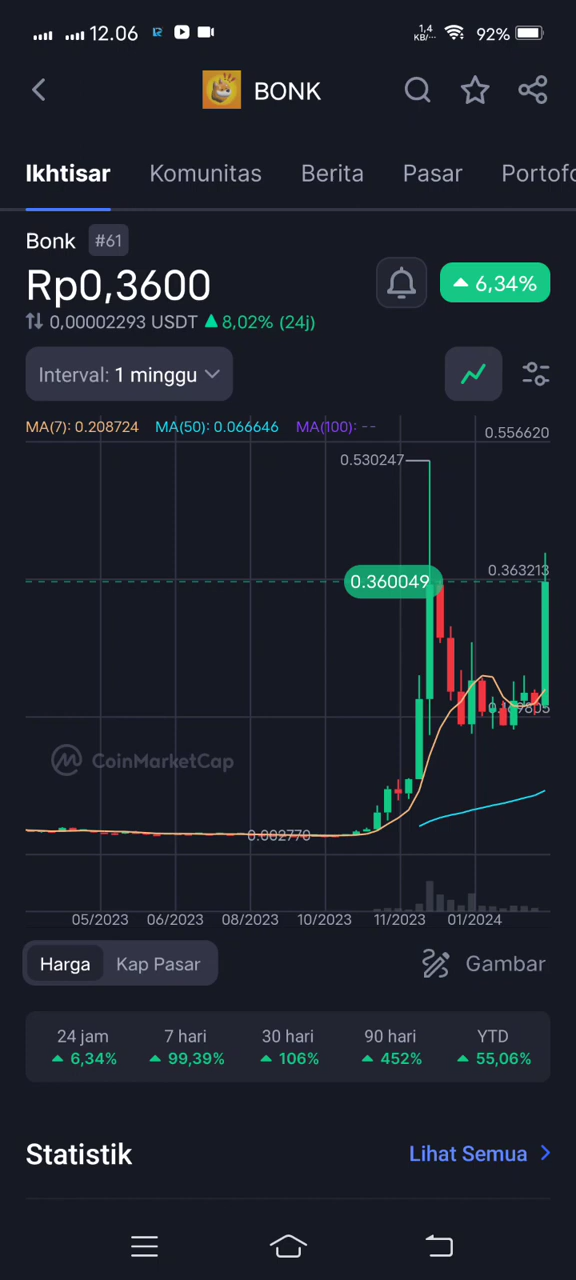 12.06
1,4
KB/...
92%
BONK
Ikhtisar Komunitas Berita Pasar Portofo
Bonk #61
Rp0,3600
6,34%
0,00002293 USDT 8,02% (24j)
Interval: 1 minggu
MA(7): 0.208724 MA(50): 0.066646 MA(100): --
0.556620
0.530247
0.363213
0.360049
CoinMarketCap
0.002770
05/2023 06/2023 08/2023 10/2023 11/2023 01/2024
Harga Kap Pasar Gambar
24 jam 7 hari 30 hari 90 hari YTD
6,34% 99,39% 106% 452% 55,06%
Statistik Lihat Semua